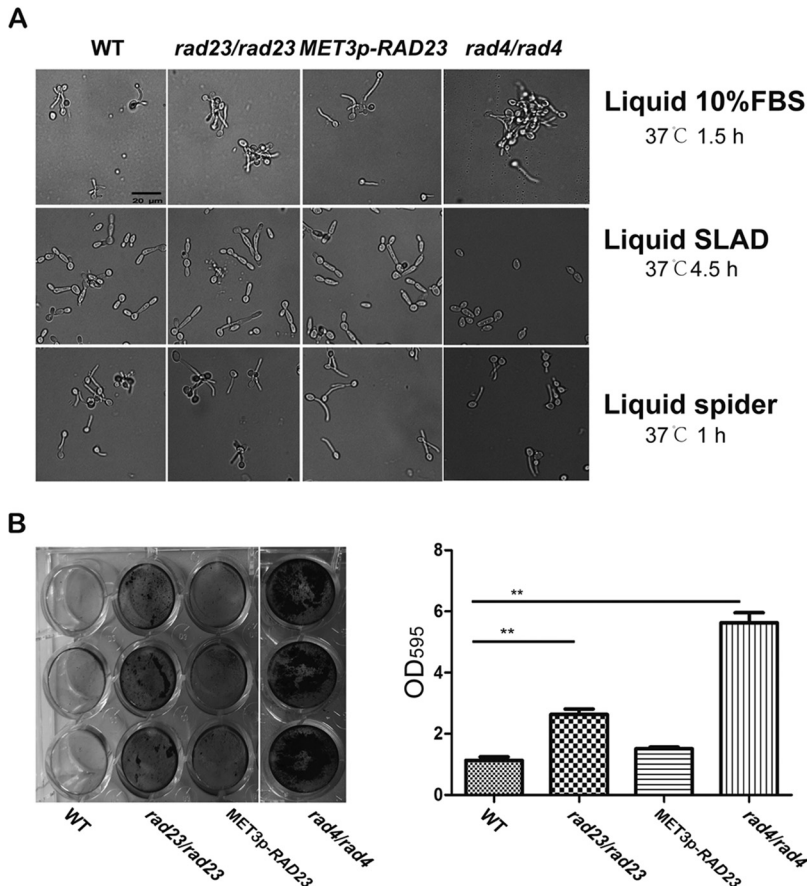 A
WT rad23/rad23 MET3p-RAD23 rad4/rad4
Liquid 10%FBS
37℃ 1.5 h
20 μm
Liquid SLAD
37℃4.5 h
Liquid spider
37℃ 1 h
B
WT
rad23/rad23
MET3p-RAD23
rad4/rad4
OD595
8
6
4
2
0
**
**
WT
rad23/rad23
MET3p-RAD23
rad4/rad4